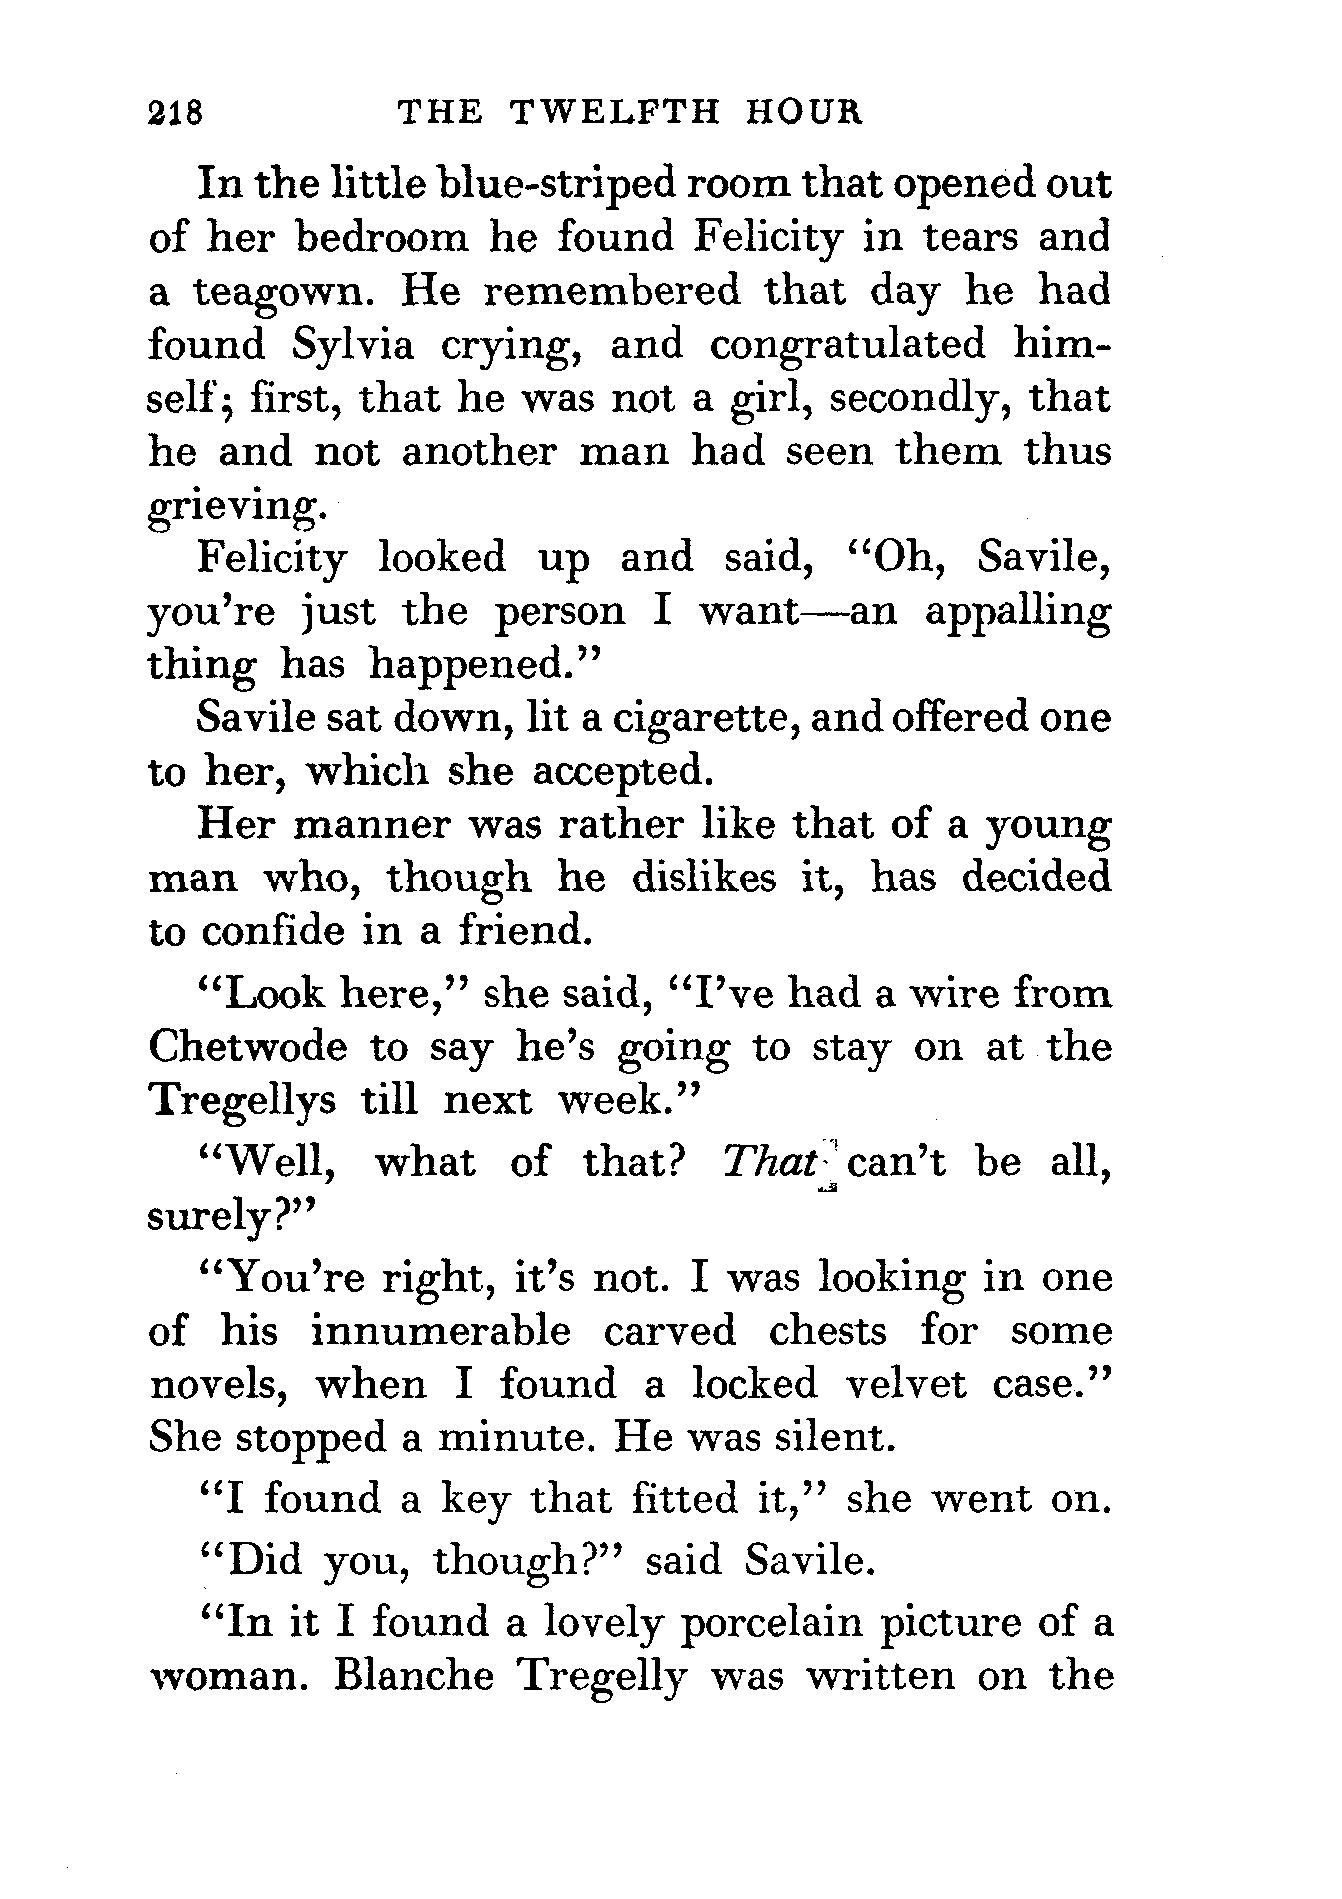 218 THE TWELFTH HOUR
In the little blue-striped room that opened out
of her bedroom he found Felicity in tears and
a teagown. He remembered that day he had
found Sylvia crying, and congratulated him-
self; first, that he was not a girl, secondly, that
he and not another man had seen them thus
grieving.
Felicity looked up and said, “Oh, Savile,
you’re just the person I want—an appalling
thing has happened.”
Savile sat down, lit a cigarette, and offered one
to her, which she accepted.
Her manner was rather like that of a young
man who, though he dislikes it, has decided
to confide in a friend.
“Look here,” she said, “I’ve had a wire from
Chetwode to say he’s going to stay on at the
Tregellys till next week.”
“Well, what of that? That can’t be all,
surely?”
“You’re right, it’s not. I was looking in one
of his innumerable carved chests for some
novels, when I found a locked velvet case.”
She stopped a minute. He was silent.
“I found a key that fitted it,” she went on.
“Did you, though?” said Savile.
“In it I found a lovely porcelain picture of a
woman. Blanche Tregelly was written on the